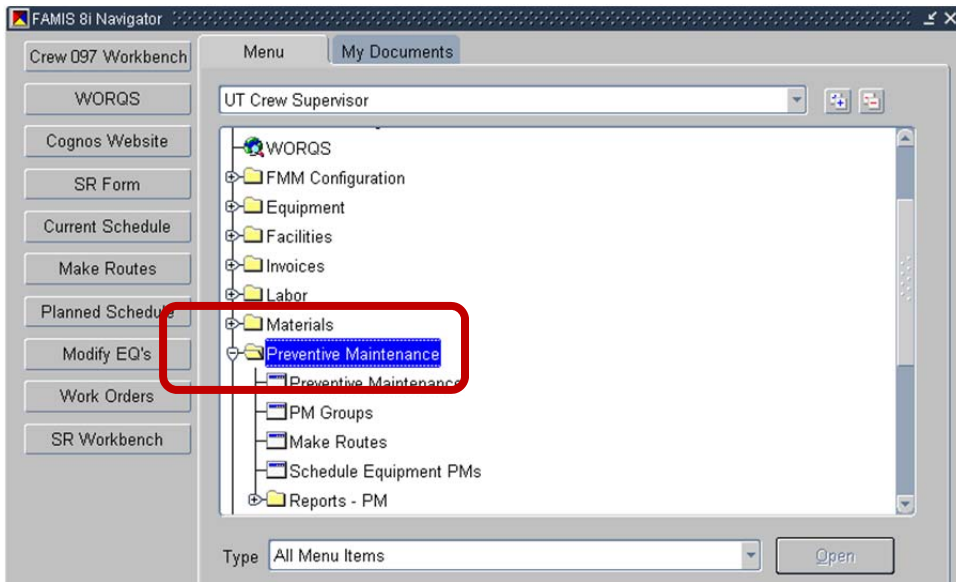 FAMIS 8i Navigator
Crew 097 Workbench
WORQS
Cognos Website
SR Form
Current Schedule
Make Routes
Planned Schedule
Modify EQ's
Work Orders
SR Workbench
Menu
My Documents
UT Crew Supervisor
WORQS
FMM Configuration
Equipment
Facilities
Invoices
Labor
Materials
Preventive Maintenance
Preventive Maintenance
PM Groups
Make Routes
Schedule Equipment PMs
Reports - PM
Type All Menu Items
Open